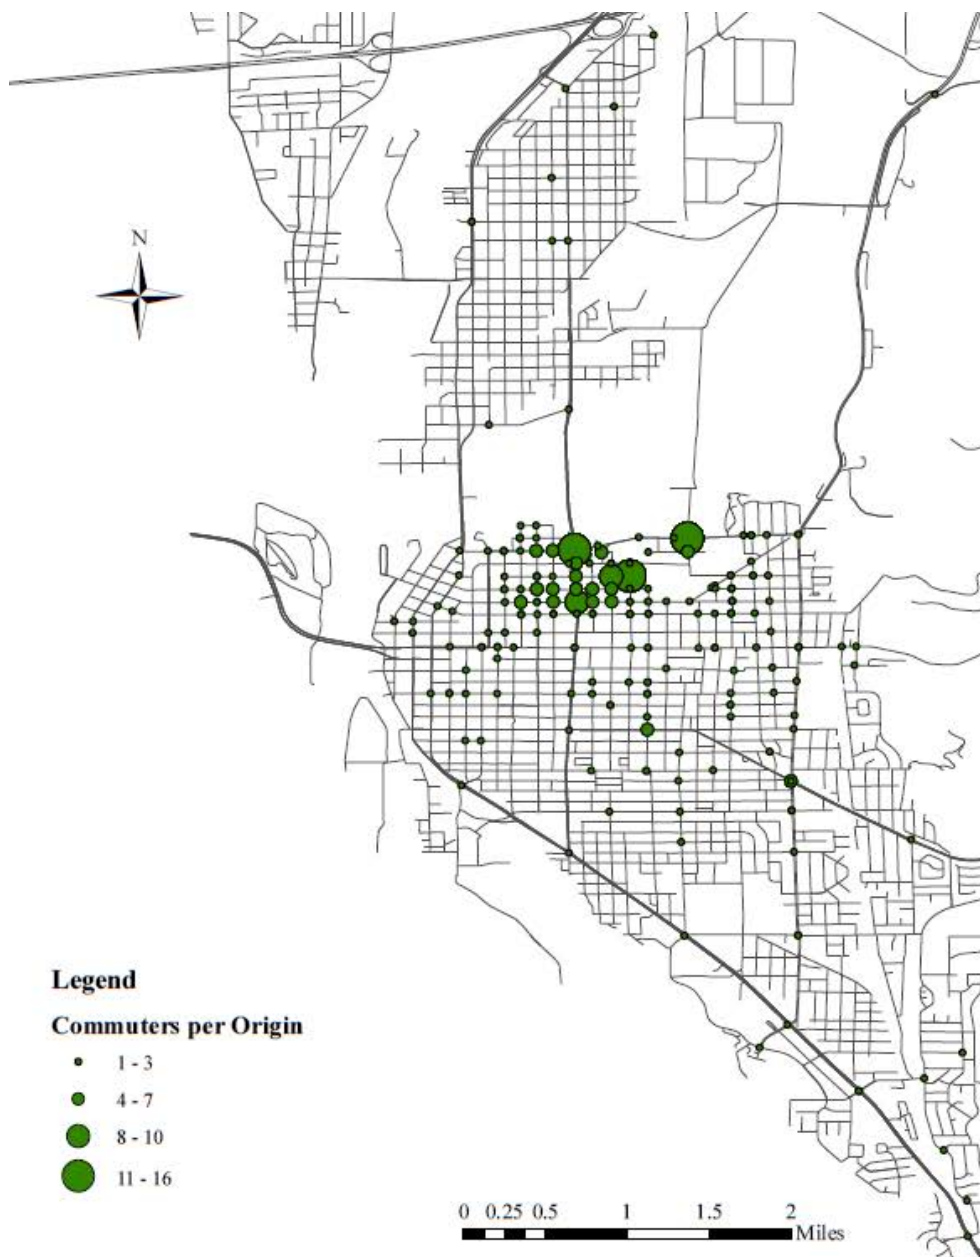 N
Legend
Commuters per Origin
1 - 3
4 - 7
8 - 10
11 - 16
0 0.25 0.5 1 1.5 2
Miles